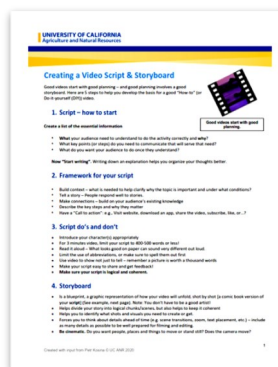 UNIVERSITY OF CALIFORNIA
Agriculture and Natural Resources
Creating a Video Script & Storyboard
Good videos start with good planning – and good planning involves a good
storyboard. Here are 5 steps to help you develop the basis for a good "How-to" (or
Do-it-yourself (DIY)) video.
1. Script – how to start
Good videos start with good
planning.
Create a list of the essential information
• What your audience need to understand to do the activity correctly and why?
• What key points (or steps) do you need to communicate that will serve that need?
• What do you want your audience to do once they understand?
Now "Start writing". Writing down an explanation helps you organize your thoughts better.
2. Framework for your script
• Build context – what is needed to help clarify why the topic is important and under what conditions?
• Tell a story – People respond well to stories.
• Make connections – build on your audience's existing knowledge
• Describe the key steps and why they matter
• Have a "Call to action" e.g., Visit website, download an app, share the video, subscribe, like, or…?
3. Script do's and don't
• Introduce your character(s) appropriately
• For 3 minute video, limit your script to 400-500 words or less!
• Read it aloud – What looks good on paper can sound very different out loud.
• Limit the use of abbreviations, or make sure to spell them out first
• Use video to show not just to tell – remember a picture is worth a thousand words
• Make your script easy to share and get feedback!
• Make sure your script is logical and coherent.
4. Storyboard
• Is a blueprint, a graphic representation of how your video will unfold, shot by shot (a comic book version of
your script) (See example, next page). Note: You don't have to be a good artist!
• Helps divide your story into logical chunks/scenes, but also helps to keep it coherent
• Helps you to identify what shots and visuals you need to create or get.
• Forces you to think about details ahead of time (e.g. scene transitions, zoom, text placement, etc.) – include
as many details as possible to be well prepared for filming and editing.
• Be cinematic. Do you want people, places and things to move or stand still? Does the camera move?
Created with input from
UC ANR 2020
1